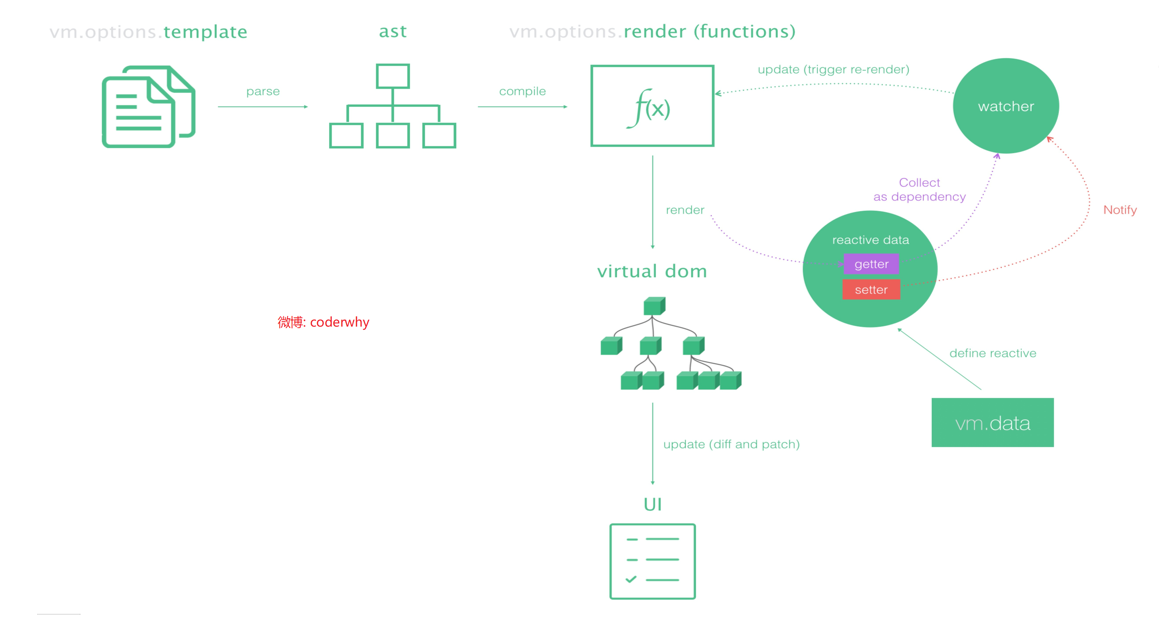 vm.options.template
ast
vm.options.render (functions)
parse
compile
f(x)
update (trigger re-render)
watcher
Collect
as dependency
Notify
render
reactive data
getter
setter
virtual dom
微博: coderwhy
define reactive
vm.data
update (diff and patch)
UI